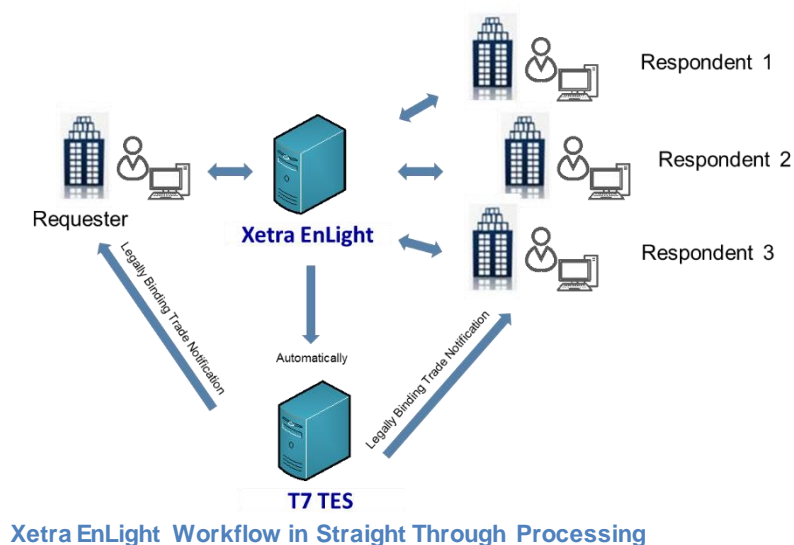 Respondent 1
Respondent 2
Requester
Xetra EnLight
Respondent 3
Legally Binding Trade Notification
Automatically
Legally Binding Trade Notification
T7 TES
Xetra EnLight Workflow in Straight Through Processing